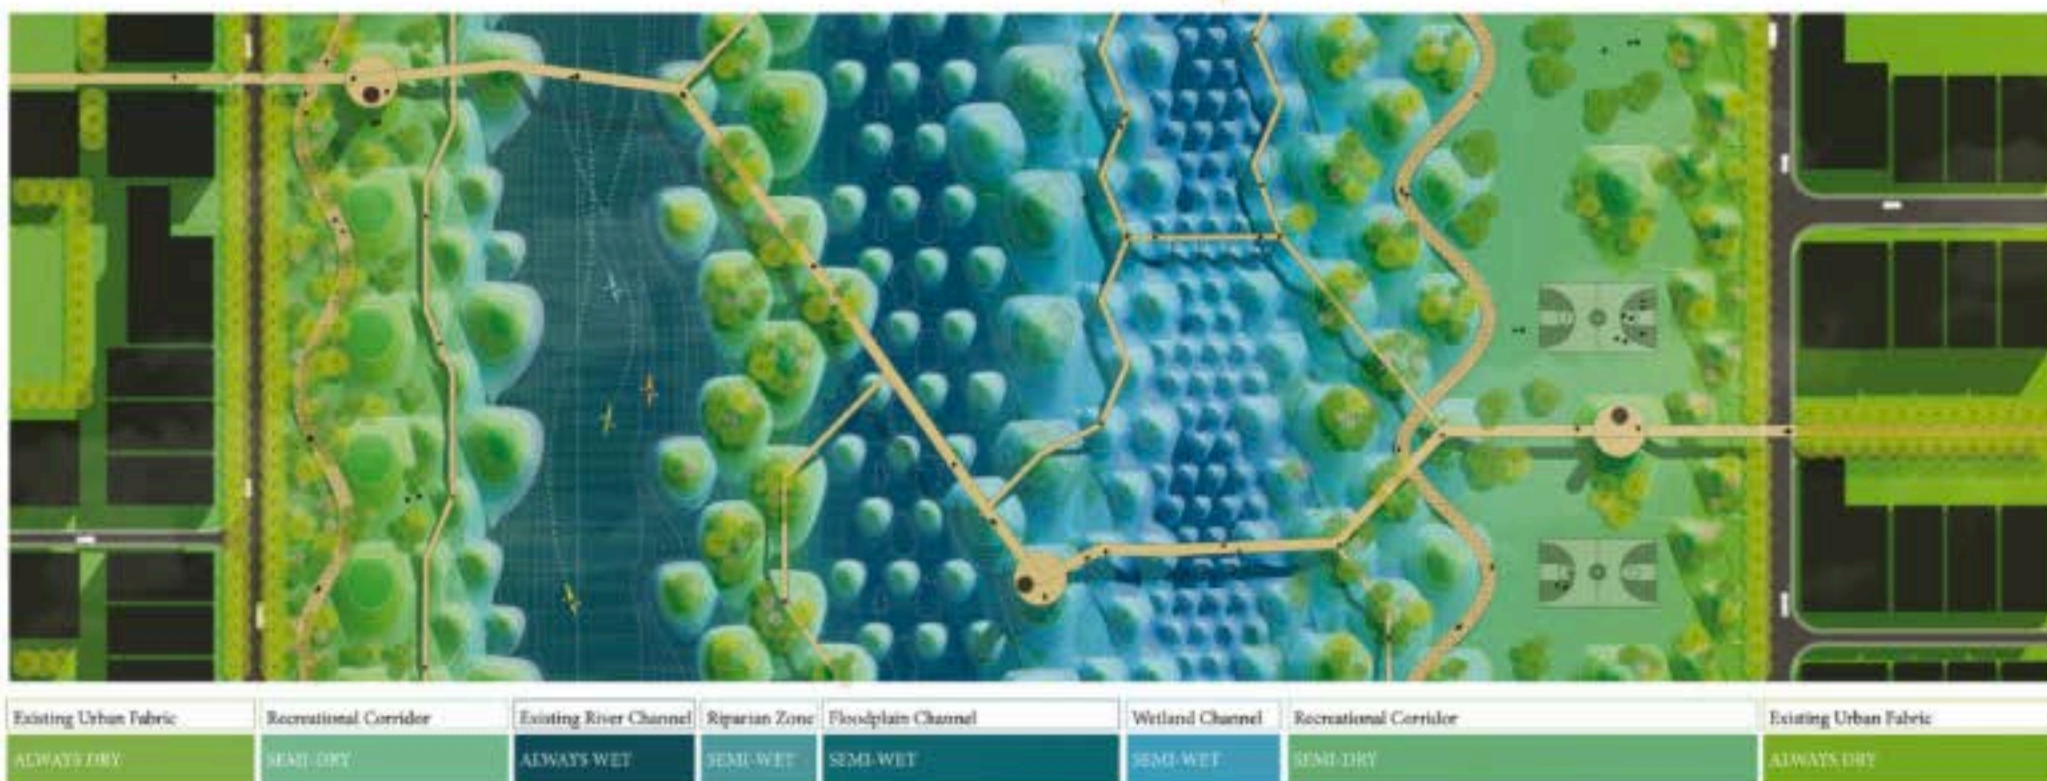 Existing Urban Fabric
Recreational Corridor
Existing River Channel
Riparian Zone
Floodplain Channel
Wetland Channel
Recreational Corridor
Existing Urban Fabric
ALWAYS DRY
SEMI-DRY
ALWAYS WET
SEMI-WET
SEMI-WET
SEMI-WET
SEMI-DRY
ALWAYS DRY